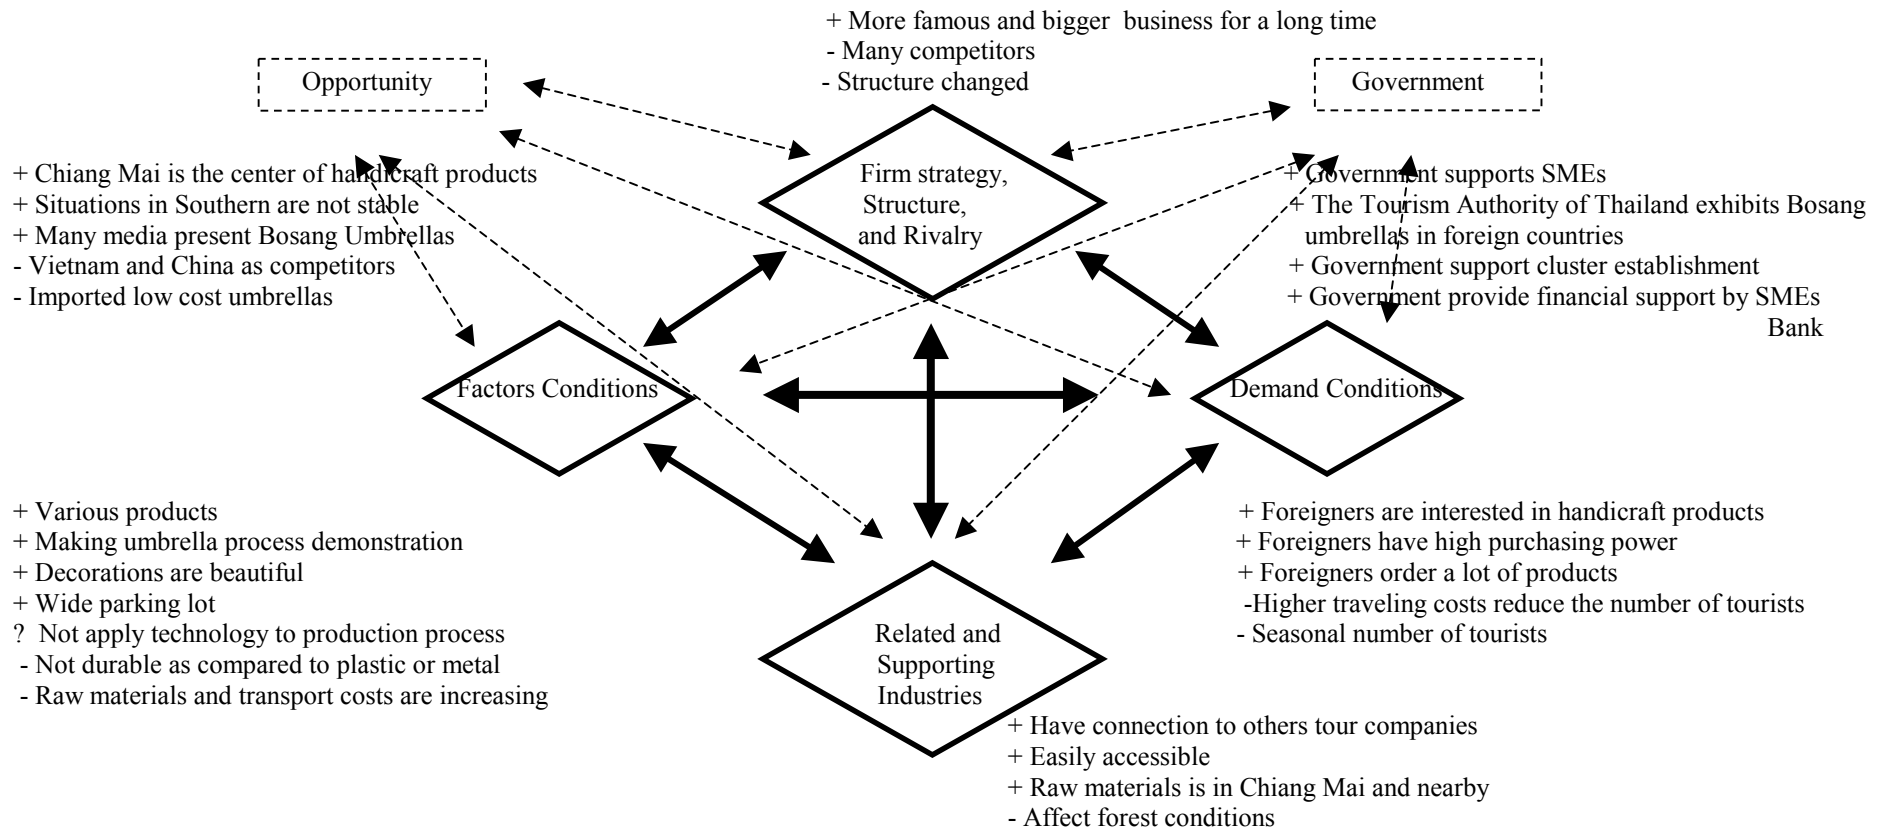 + More famous and bigger  business for a long time
- Many competitors
- Structure changed
Opportunity
Government
+ Chiang Mai is the center of handicraft products
+ Situations in Southern are not stable
+ Many media present Bosang Umbrellas
- Vietnam and China as competitors
- Imported low cost umbrellas
Firm strategy,
Structure,
and Rivalry
+ Government supports SMEs
+ The Tourism Authority of Thailand exhibits Bosang
umbrellas in foreign countries
+ Government support cluster establishment
+ Government provide financial support by SMEs
Bank
Factors Conditions
Demand Conditions
+ Various products
+ Making umbrella process demonstration
+ Decorations are beautiful
+ Wide parking lot
?  Not apply technology to production process
- Not durable as compared to plastic or metal
- Raw materials and transport costs are increasing
+ Foreigners are interested in handicraft products
+ Foreigners have high purchasing power
+ Foreigners order a lot of products
-Higher traveling costs reduce the number of tourists
- Seasonal number of tourists
Related and
Supporting
Industries
+ Have connection to others tour companies
+ Easily accessible
+ Raw materials is in Chiang Mai and nearby
- Affect forest conditions